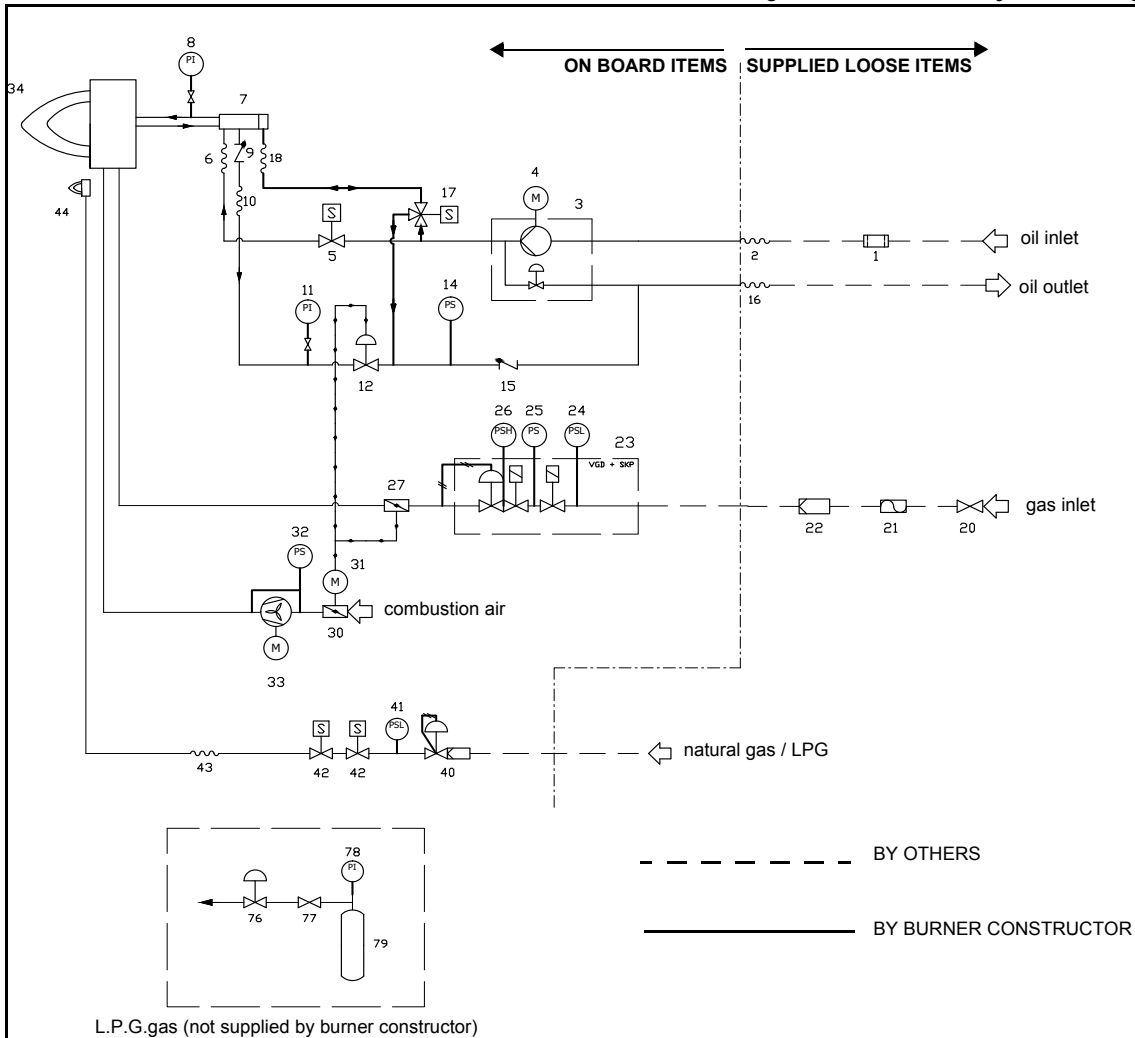 8
PI
ON BOARD ITEMS
SUPPLIED LOOSE ITEMS
34
7
6
9
18
10
4
M
3
17
S
44
S
5
2
1
oil inlet
11
PI
14
PS
16
oil outlet
12
15
26
25
24
PSH
PS
PSL
23
VGD + SKP
27
22
21
20
gas inlet
32
PS
31
M
combustion air
30
M
33
41
S
S
PSL
natural gas / LPG
43
42
42
40
78
PI
BY OTHERS
76
77
79
BY BURNER CONSTRUCTOR
L.P.G.gas (not supplied by burner constructor)